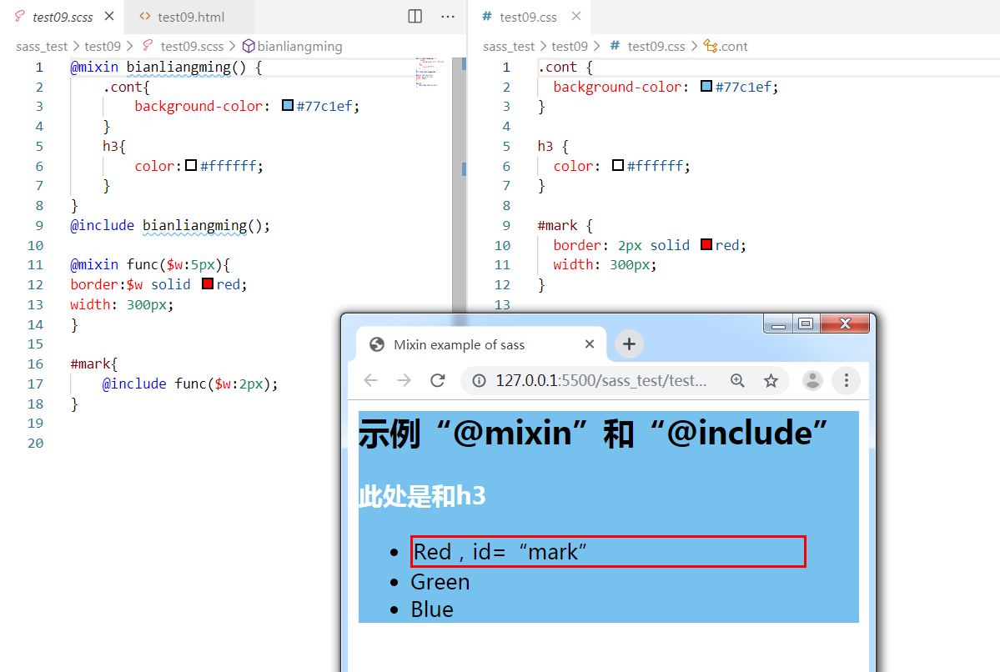 test09.scss
test09.html
sass_test > test09 > test09.scss > bianliangming
1 @mixin bianliangming() {
2 .cont{
3 background-color: #77c1ef;
4 }
5 h3{
6 color: #ffffff;
7 }
8 }
9 @include bianliangming();
10
11 @mixin func($w:5px){
12 border:$w solid red;
13 width: 300px;
14 }
15
16 #mark{
17 @include func($w:2px);
18 }
19
20
# test09.css
sass_test > test09 > # test09.css > .cont
1 .cont {
2 background-color: #77c1ef;
3 }
4
5 h3 {
6 color: #ffffff;
7 }
8
9 #mark {
10 border: 2px solid red;
11 width: 300px;
12 }
13
Mixin example of sass
127.0.0.1:5500/sass_test/test...
示例“@mixin”和“@include”
此处是和h3
Red，id=“mark”
Green
Blue